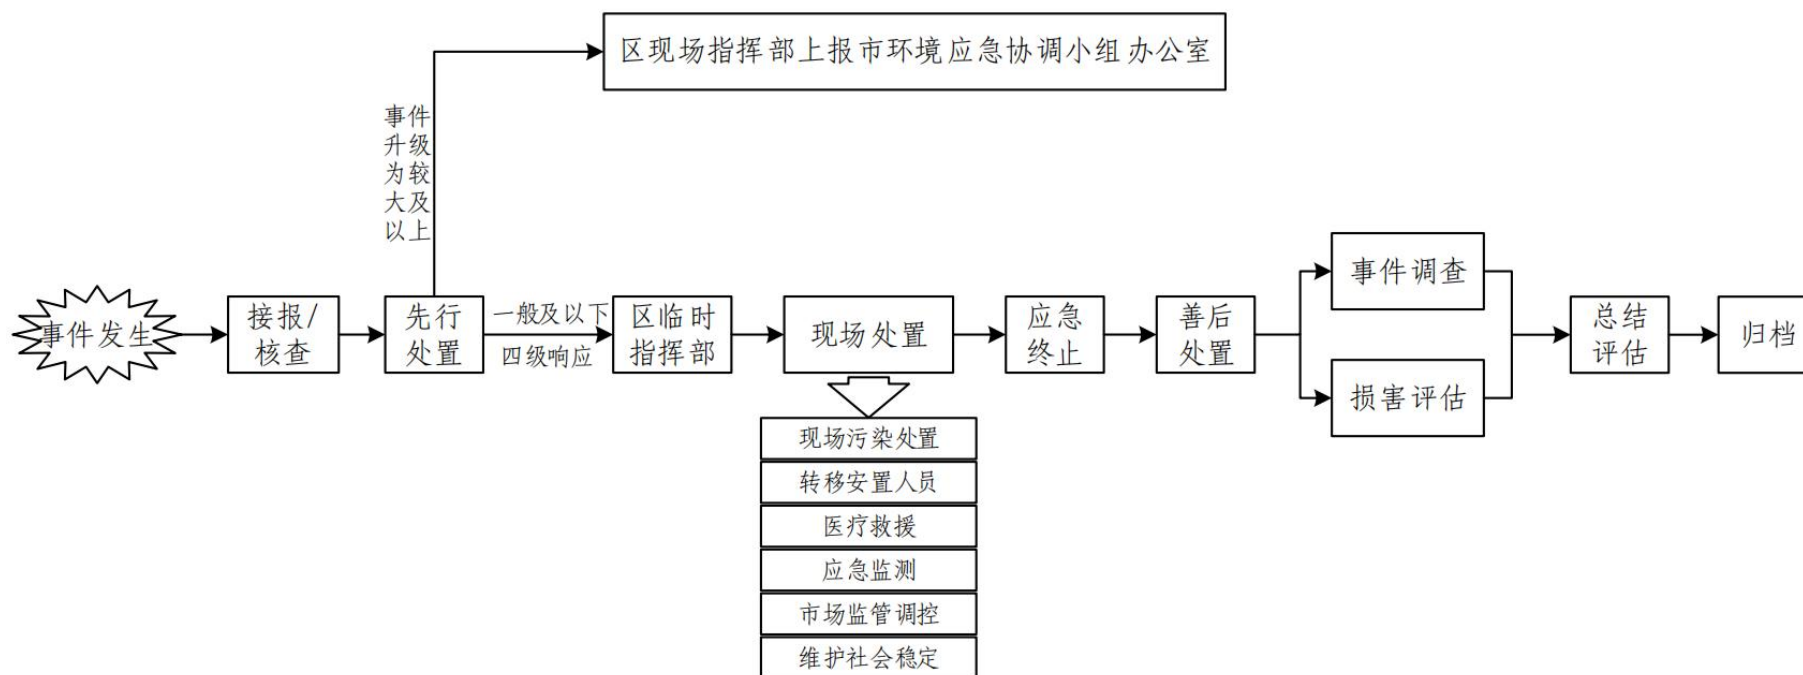 区现场指挥部上报市环境应急协调小组办公室
事件
升级
为较
大及
以上
事件发生
接报/
核查
先行
处置
一般及以下
四级响应
区临时
指挥部
现场处置
应急
终止
善后
处置
事件调查
损害评估
总结
评估
归档
现场污染处置
转移安置人员
医疗救援
应急监测
市场监管调控
维护社会稳定